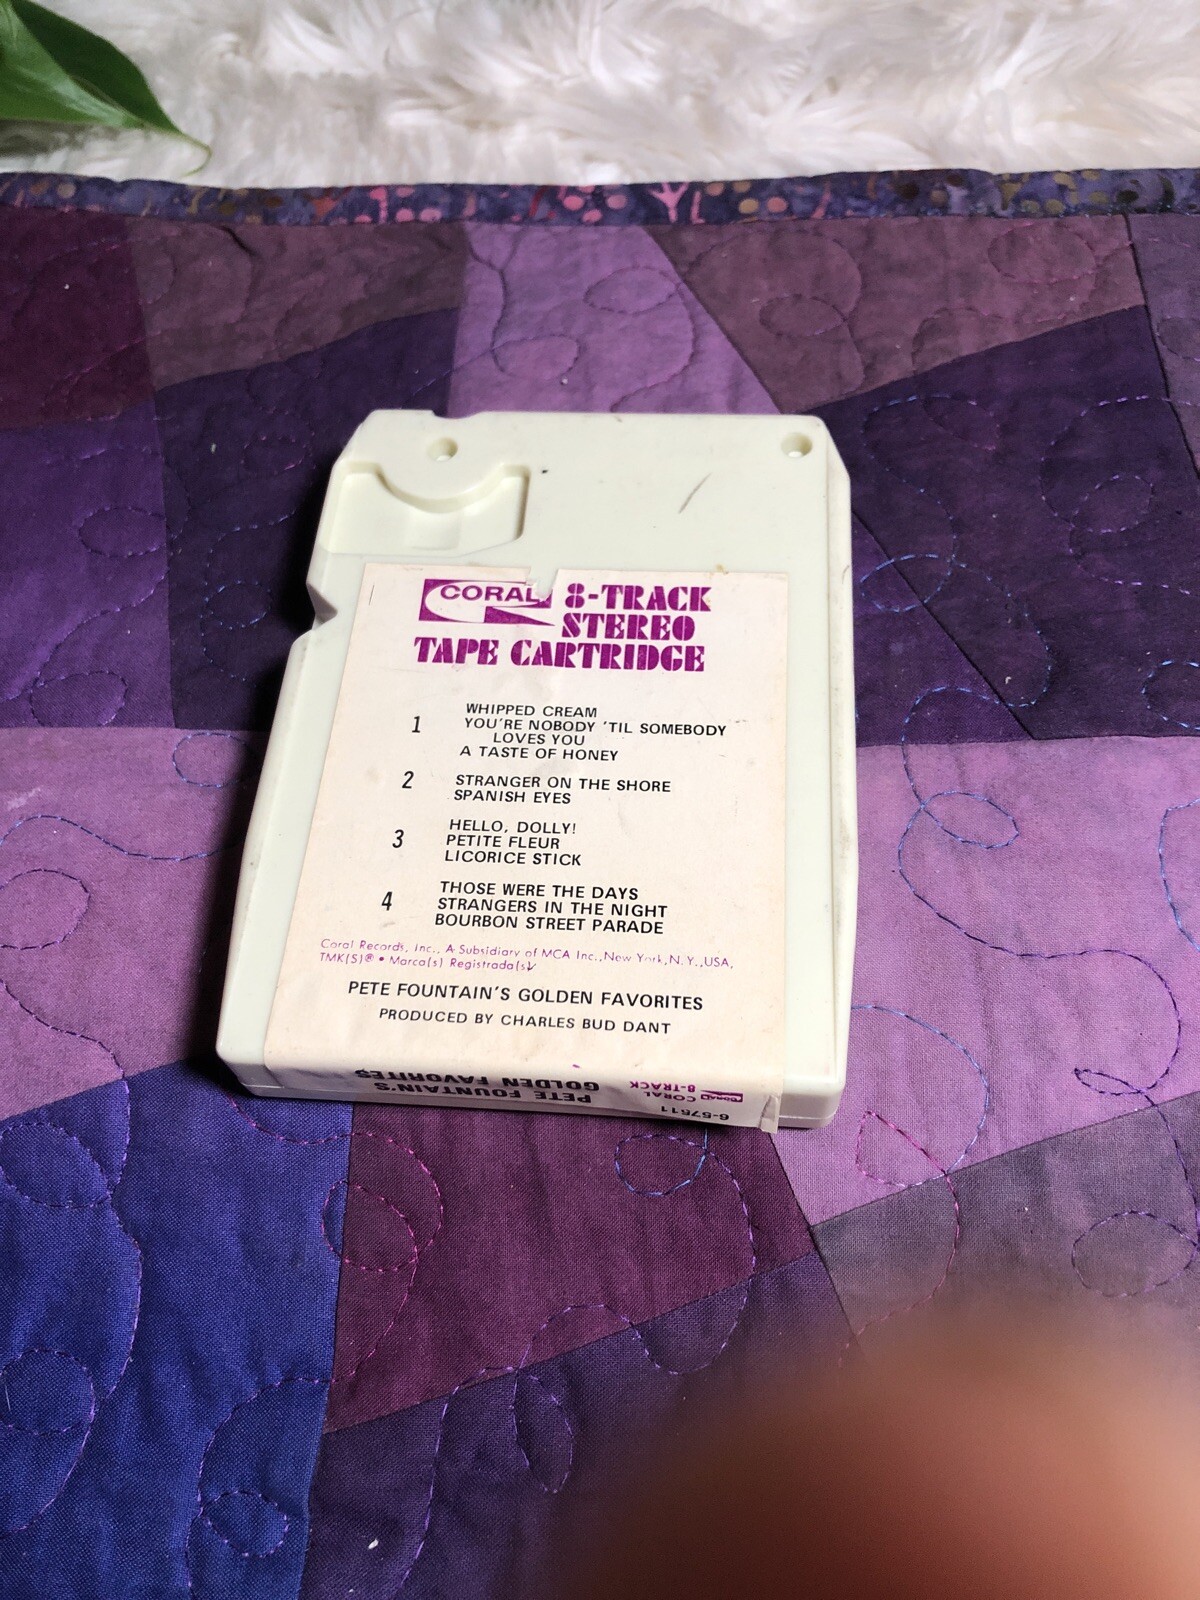 CORAL 8-TRACK
STEREO
TAPE CARTRIDGE
1 WHIPPED CREAM
YOU'RE NOBODY 'TIL SOMEBODY
LOVES YOU
A TASTE OF HONEY
2 STRANGER ON THE SHORE
SPANISH EYES
3 HELLO, DOLLY!
PETITE FLEUR
LICORICE STICK
4 THOSE WERE THE DAYS
STRANGERS IN THE NIGHT
BOURBON STREET PARADE
Coral Records, Inc., A Subsidiary of MCA Inc., New York, N.Y., USA,
TMK(S)® • Marca(s) Registrada(s)
PETE FOUNTAIN'S GOLDEN FAVORITES
PRODUCED BY CHARLES BUD DANT
6-57511
CORAL
8-TRACK
CORAL
PETE FOUNTAIN'S
GOLDEN FAVORITES